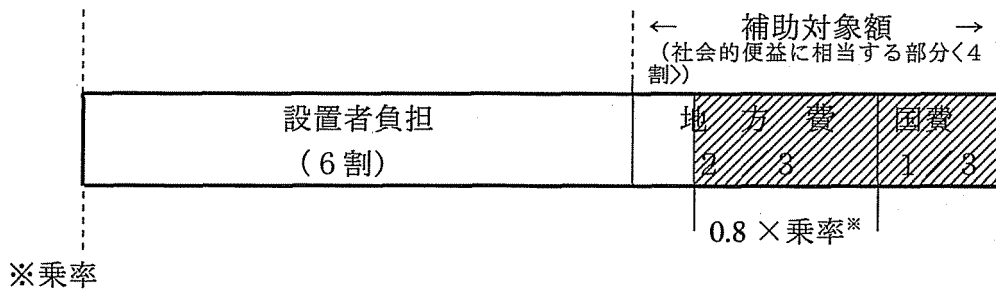 ← 補助対象額 →
(社会的便益に相当する部分〈4
割〉)
設置者負担
(6割)
地方費
2 3
国費
1/3
0.8×乗率※
※乗率